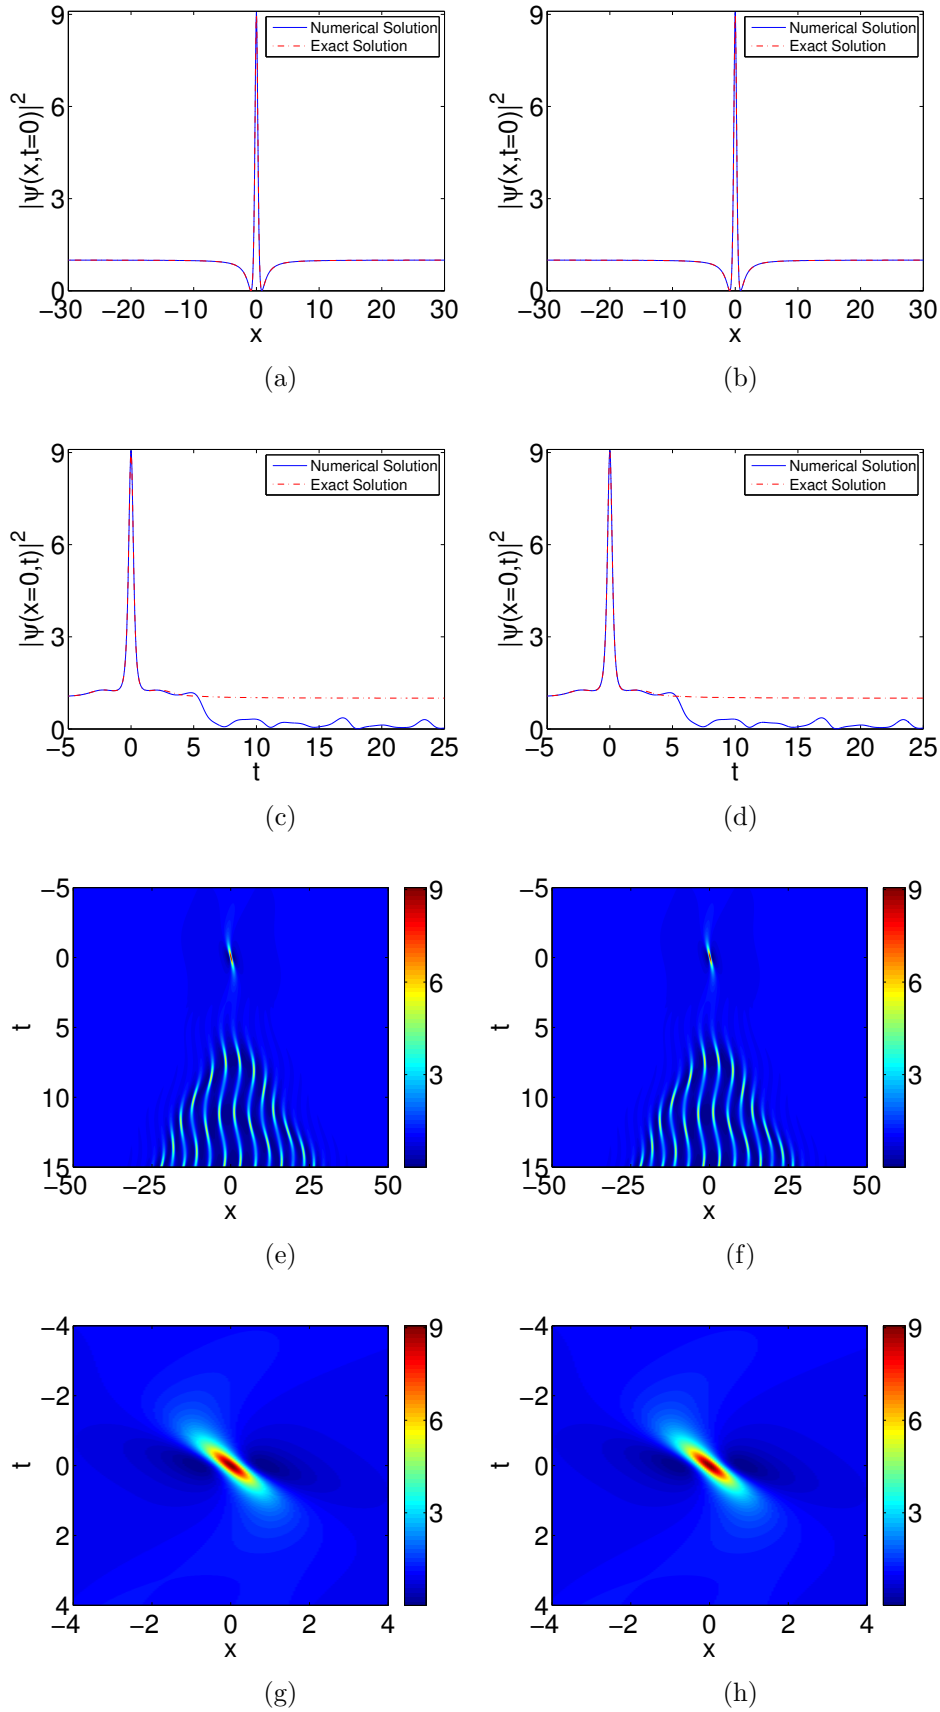 9
6
3
0
|ψ(x,t=0)|²
Numerical Solution
Exact Solution
−30 −20 −10 0 10 20 30
x
(a)
9
6
3
0
|ψ(x,t=0)|²
Numerical Solution
Exact Solution
−30 −20 −10 0 10 20 30
x
(b)
9
6
3
0
|ψ(x=0,t)|²
Numerical Solution
Exact Solution
−5 0 5 10 15 20 25
t
(c)
9
6
3
0
|ψ(x=0,t)|²
Numerical Solution
Exact Solution
−5 0 5 10 15 20 25
t
(d)
−5
0
5
10
15
t
−50 −25 0 25 50
x
9
6
3
(e)
−5
0
5
10
15
t
−50 −25 0 25 50
x
9
6
3
(f)
−4
−2
0
2
4
t
−4 −2 0 2 4
x
9
6
3
(g)
−4
−2
0
2
4
t
−4 −2 0 2 4
x
9
6
3
(h)